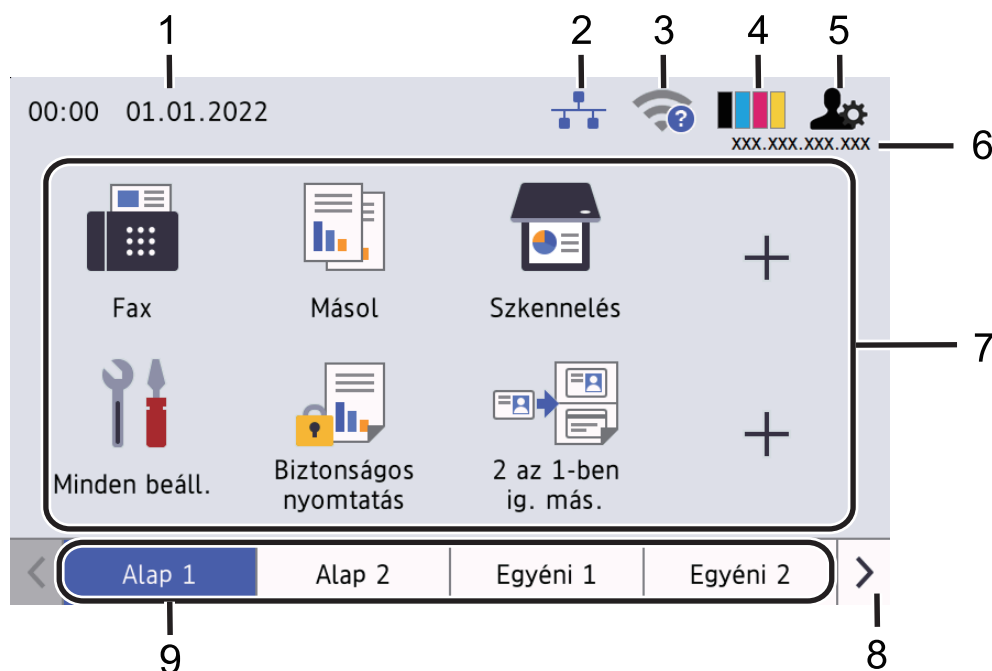 1 2 3 4 5
00:00 01.01.2022
?
xxx.xxx.xxx.xxx 6
Fax Másol Szkennelés
7
Minden beáll. Biztonságos nyomtatás 2 az 1-ben ig. más.
Alap 1 Alap 2 Egyéni 1 Egyéni 2
9 8